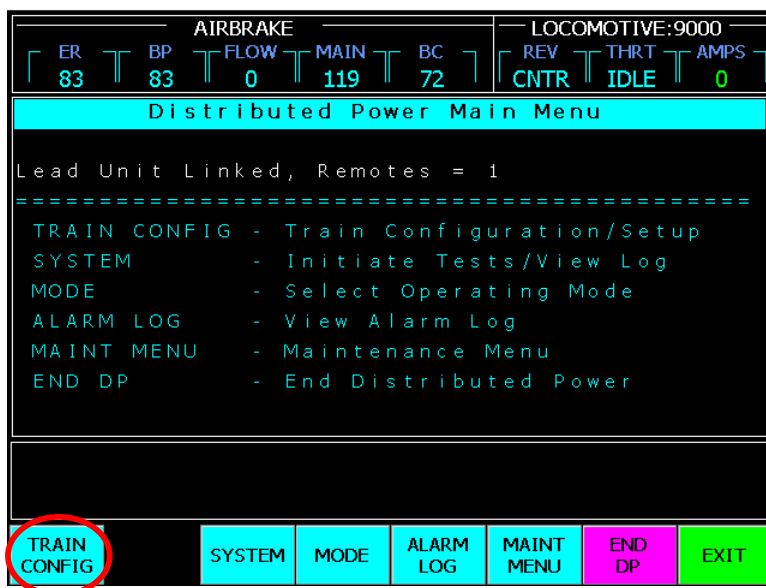 AIRBRAKE LOCOMOTIVE:9000
ER BP FLOW MAIN BC REV THRT AMPS
83 83 0 119 72 CNTR IDLE 0
Distributed Power Main Menu
Lead Unit Linked, Remotes = 1
=============================================
TRAIN CONFIG - Train Configuration/Setup
SYSTEM - Initiate Tests/View Log
MODE - Select Operating Mode
ALARM LOG - View Alarm Log
MAINT MENU - Maintenance Menu
END DP - End Distributed Power
TRAIN CONFIG
SYSTEM
MODE
ALARM LOG
MAINT MENU
END DP
EXIT